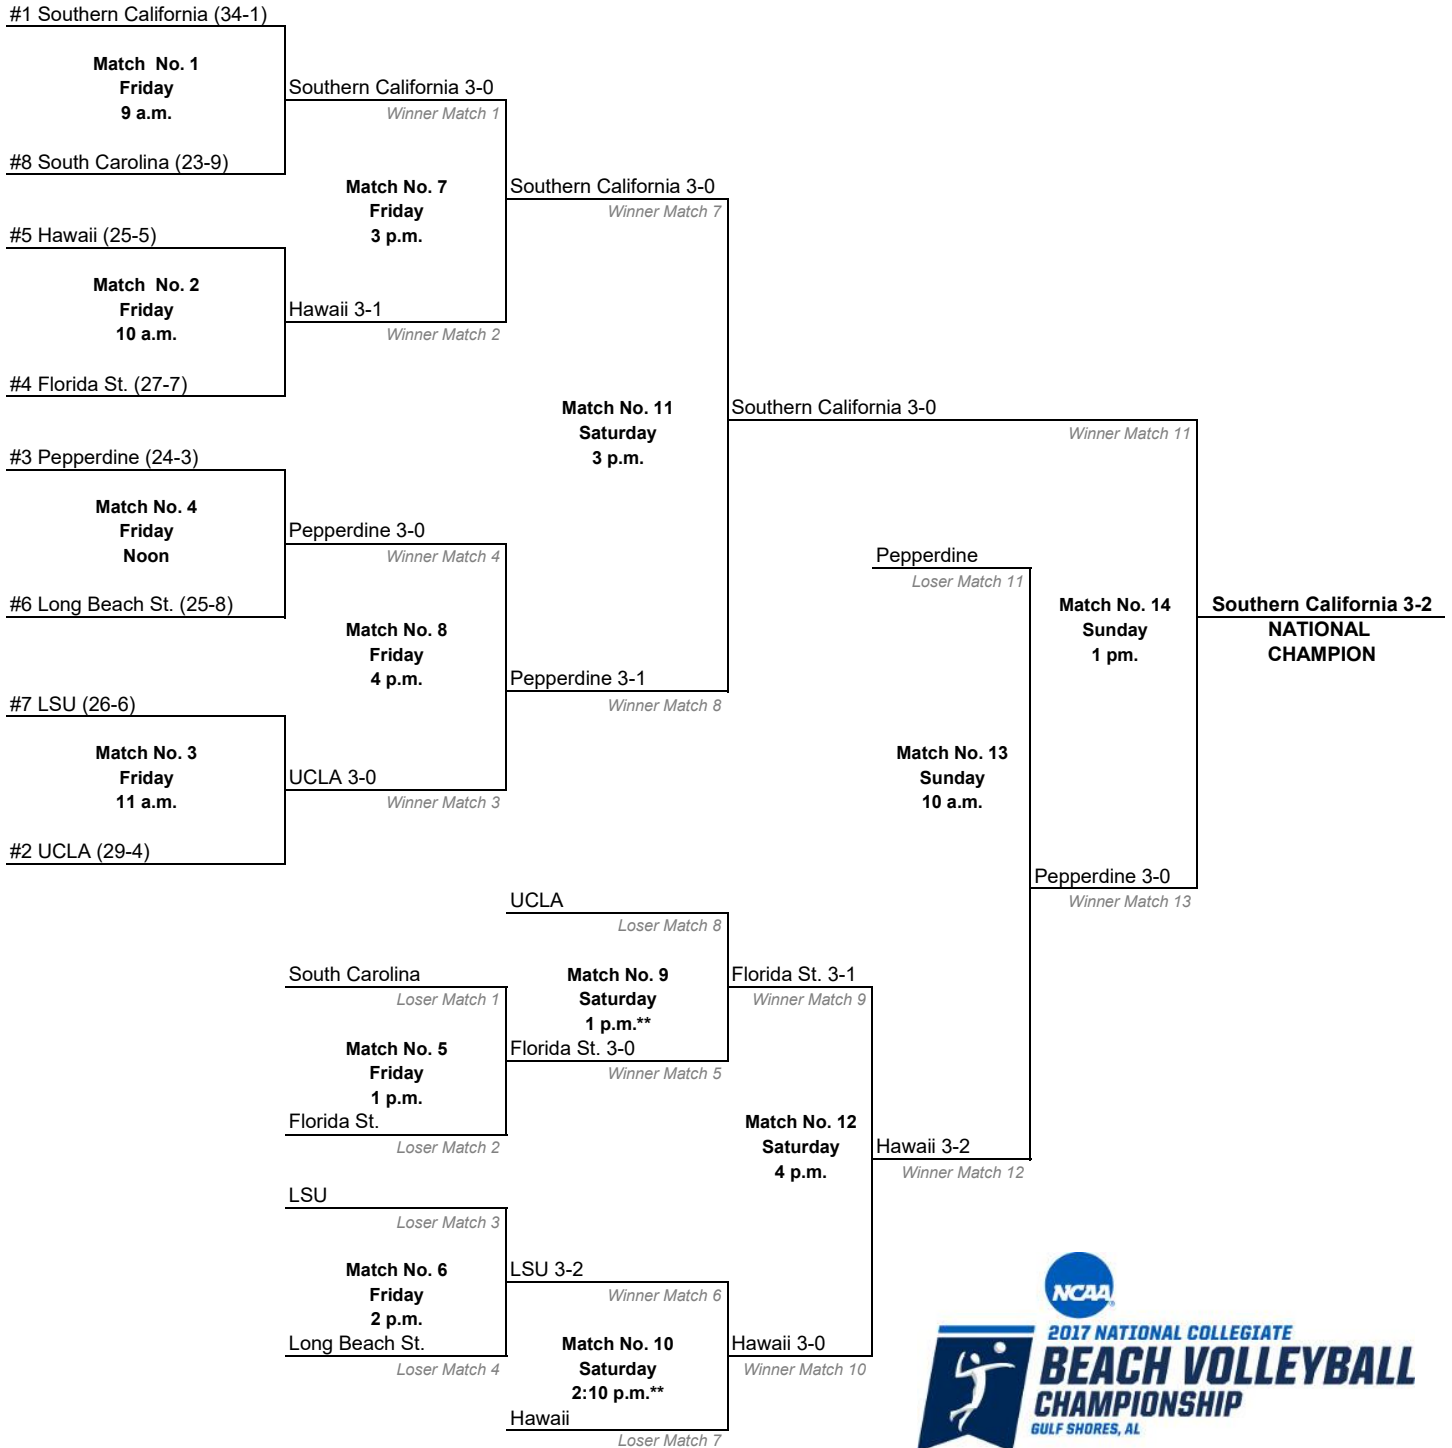 #1 Southern California (34-1)
Match  No. 1
Friday
9 a.m.
Southern California 3-0
Winner Match 1
#8 South Carolina (23-9)
Match No. 7
Friday
3 p.m.
Southern California 3-0
Winner Match 7
#5 Hawaii (25-5)
Match  No. 2
Friday
10 a.m.
Hawaii 3-1
Winner Match 2
#4 Florida St. (27-7)
Match No. 11
Saturday
3 p.m.
Southern California 3-0
Winner Match 11
#3 Pepperdine (24-3)
Match No. 4
Friday
Noon
Pepperdine 3-0
Winner Match 4
#6 Long Beach St. (25-8)
Match No. 8
Friday
4 p.m.
Pepperdine 3-1
Winner Match 8
#7 LSU (26-6)
Match No. 3
Friday
11 a.m.
UCLA 3-0
Winner Match 3
#2 UCLA (29-4)
Pepperdine
Loser Match 11
Match No. 14
Sunday
1 pm.
Southern California 3-2
NATIONAL
CHAMPION
Match No. 13
Sunday
10 a.m.
Pepperdine 3-0
Winner Match 13
UCLA
Loser Match 8
South Carolina
Loser Match 1
Match No. 9
Saturday
1 p.m.**
Florida St. 3-1
Winner Match 9
Match No. 5
Friday
1 p.m.
Florida St. 3-0
Winner Match 5
Florida St.
Loser Match 2
Match No. 12
Saturday
4 p.m.
Hawaii 3-2
Winner Match 12
LSU
Loser Match 3
Match No. 6
Friday
2 p.m.
LSU 3-2
Winner Match 6
Long Beach St.
Loser Match 4
Match No. 10
Saturday
2:10 p.m.**
Hawaii 3-0
Winner Match 10
Hawaii
Loser Match 7
NCAA
2017 NATIONAL COLLEGIATE
BEACH VOLLEYBALL
CHAMPIONSHIP
GULF SHORES, AL